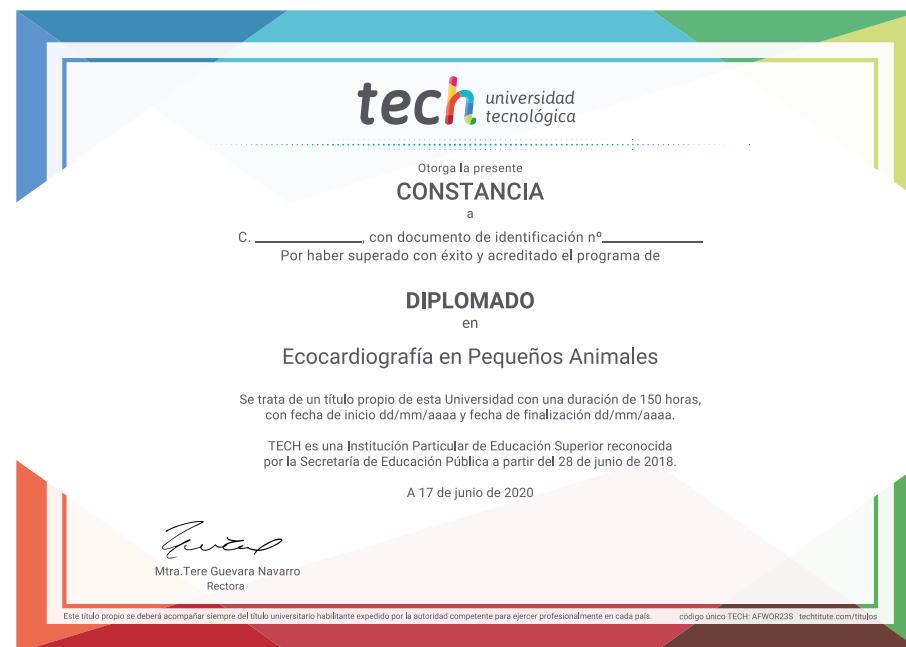 tech universidad
tecnológica
Otorga la presente
CONSTANCIA
a
C. ____________, con documento de identificación nº____________
Por haber superado con éxito y acreditado el programa de
DIPLOMADO
en
Ecocardiografía en Pequeños Animales
Se trata de un título propio de esta Universidad con una duración de 150 horas,
con fecha de inicio dd/mm/aaaa y fecha de finalización dd/mm/aaaa.
TECH es una Institución Particular de Educación Superior reconocida
por la Secretaría de Educación Pública a partir del 28 de junio de 2018.
A 17 de junio de 2020
Mtra.Tere Guevara Navarro
Rectora
Este título propio se deberá acompañar siempre del título universitario habilitante expedido por la autoridad competente para ejercer profesionalmente en cada país. código único TECH: AFWOR23S techtitute.com/titulos